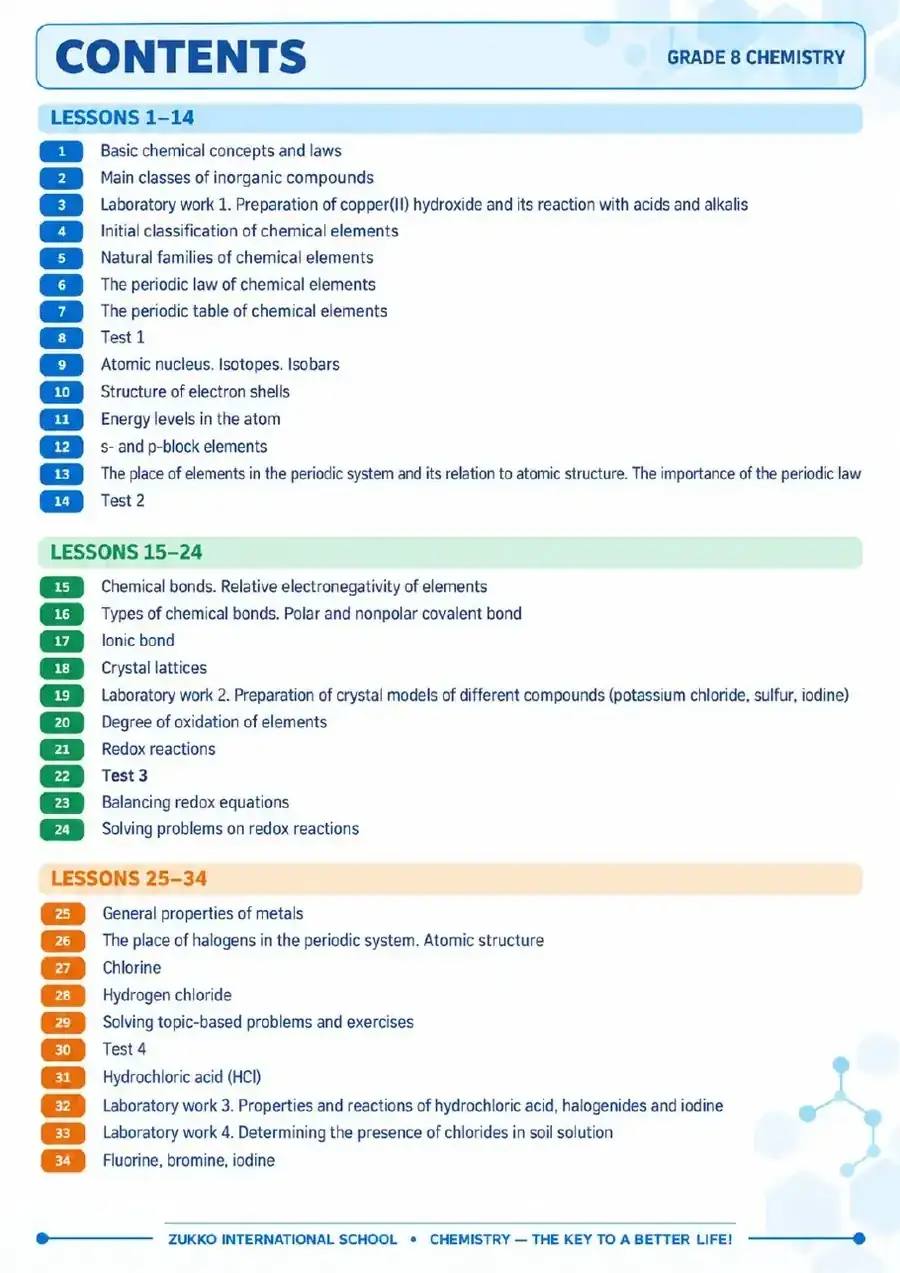 CONTENTS
GRADE 8 CHEMISTRY
LESSONS 1–14
1 Basic chemical concepts and laws
2 Main classes of inorganic compounds
3 Laboratory work 1. Preparation of copper(II) hydroxide and its reaction with acids and alkalis
4 Initial classification of chemical elements
5 Natural families of chemical elements
6 The periodic law of chemical elements
7 The periodic table of chemical elements
8 Test 1
9 Atomic nucleus. Isotopes. Isobars
10 Structure of electron shells
11 Energy levels in the atom
12 s- and p-block elements
13 The place of elements in the periodic system and its relation to atomic structure. The importance of the periodic law
14 Test 2
LESSONS 15–24
15 Chemical bonds. Relative electronegativity of elements
16 Types of chemical bonds. Polar and nonpolar covalent bond
17 Ionic bond
18 Crystal lattices
19 Laboratory work 2. Preparation of crystal models of different compounds (potassium chloride, sulfur, iodine)
20 Degree of oxidation of elements
21 Redox reactions
22 Test 3
23 Balancing redox equations
24 Solving problems on redox reactions
LESSONS 25–34
25 General properties of metals
26 The place of halogens in the periodic system. Atomic structure
27 Chlorine
28 Hydrogen chloride
29 Solving topic-based problems and exercises
30 Test 4
31 Hydrochloric acid (HCl)
32 Laboratory work 3. Properties and reactions of hydrochloric acid, halogenides and iodine
33 Laboratory work 4. Determining the presence of chlorides in soil solution
34 Fluorine, bromine, iodine
ZUKKO INTERNATIONAL SCHOOL • CHEMISTRY — THE KEY TO A BETTER LIFE!